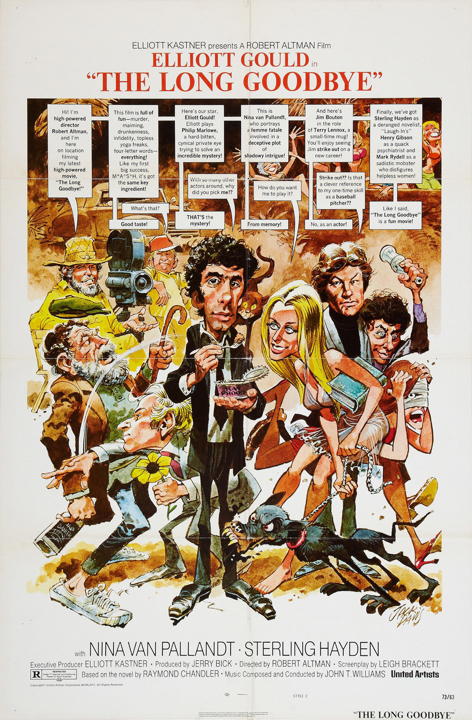 ELLIOTT KASTNER presents A ROBERT ALTMAN Film
ELLIOTT GOULD in
"THE LONG GOODBYE"
Hi! I'm
high-powered
director
Robert Altman,
and I'm
here on
location
filming
my latest
high-powered
movie,
"The Long
Goodbye!"
This film is full of
fun—murder,
maiming,
drunkenness,
infidelity, topless
yoga freaks,
four-letter words—
everything!
Like my first
big success,
M*A*S*H, it's got
the same key
ingredient!
What's that?
Good taste!
Here's our star,
Elliott Gould!
Elliott plays
Philip Marlowe,
a hard-bitten,
cynical private eye
trying to solve an
incredible mystery!
With so many other
actors around, why
did you pick me??
THAT'S the
mystery!
This is
Nina van Pallandt,
who portrays
a femme fatale
involved in a
deceptive plot
of
shadowy intrigue!
How do you want
me to play it?
From memory!
And here's
Jim Bouton
in the role
of Terry Lennox, a
small-time mug!
You'll enjoy seeing
Jim strike out on a
new career!
Strike out?? Is that
a clever reference
to my one-time skill
as a baseball
pitcher??
No, as an actor!
Finally, we've got
Sterling Hayden as
a deranged novelist,
"Laugh-In's"
Henry Gibson
as a quack
psychiatrist and
Mark Rydell as a
sadistic mobster
who disfigures
helpless women!
Like I said,
"The Long Goodbye"
is a fun movie!
JACK DAVIS
with NINA VAN PALLANDT · STERLING HAYDEN
Executive Producer ELLIOTT KASTNER · Produced by JERRY BICK · Directed by ROBERT ALTMAN · Screenplay by LEIGH BRACKETT
R
RESTRICTED
Based on the novel by RAYMOND CHANDLER · Music Composed and Conducted by JOHN T. WILLIAMS
United Artists
STYLE C
73/63
"THE LONG GOODBYE"